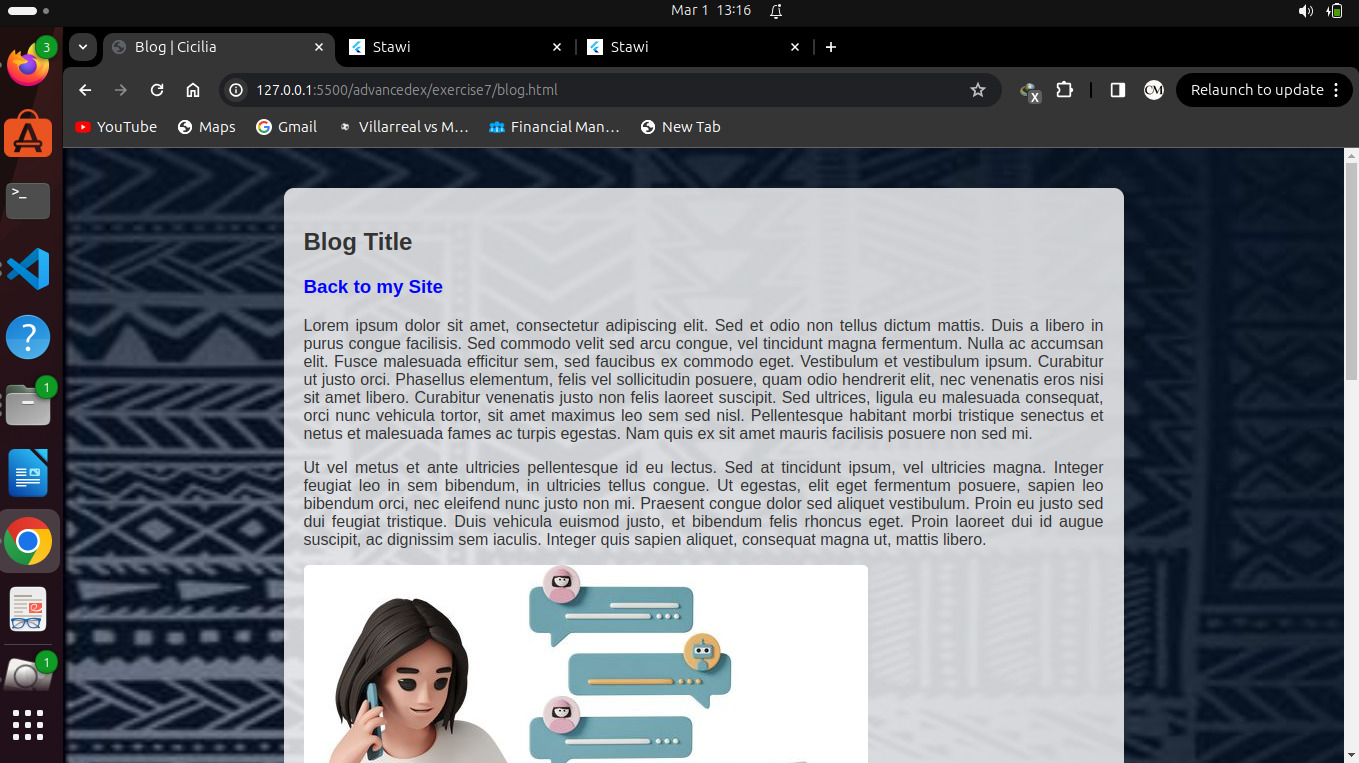 Mar 1 13:16
3
Blog | Cicilia
Stawi
Stawi
127.0.0.1:5500/advancedex/exercise7/blog.html
X
CM
Relaunch to update
YouTube
Maps
Gmail
Villarreal vs M...
Financial Man...
New Tab
>_
?
1
1
Blog Title
Back to my Site
Lorem ipsum dolor sit amet, consectetur adipiscing elit. Sed et odio non tellus dictum mattis. Duis a libero in
purus congue facilisis. Sed commodo velit sed arcu congue, vel tincidunt magna fermentum. Nulla ac accumsan
elit. Fusce malesuada efficitur sem, sed faucibus ex commodo eget. Vestibulum et vestibulum ipsum. Curabitur
ut justo orci. Phasellus elementum, felis vel sollicitudin posuere, quam odio hendrerit elit, nec venenatis eros nisi
sit amet libero. Curabitur venenatis justo non felis laoreet suscipit. Sed ultrices, ligula eu malesuada consequat,
orci nunc vehicula tortor, sit amet maximus leo sem sed nisl. Pellentesque habitant morbi tristique senectus et
netus et malesuada fames ac turpis egestas. Nam quis ex sit amet mauris facilisis posuere non sed mi.
Ut vel metus et ante ultricies pellentesque id eu lectus. Sed at tincidunt ipsum, vel ultricies magna. Integer
feugiat leo in sem bibendum, in ultricies tellus congue. Ut egestas, elit eget fermentum posuere, sapien leo
bibendum orci, nec eleifend nunc justo non mi. Praesent congue dolor sed aliquet vestibulum. Proin eu justo sed
dui feugiat tristique. Duis vehicula euismod justo, et bibendum felis rhoncus eget. Proin laoreet dui id augue
suscipit, ac dignissim sem iaculis. Integer quis sapien aliquet, consequat magna ut, mattis libero.